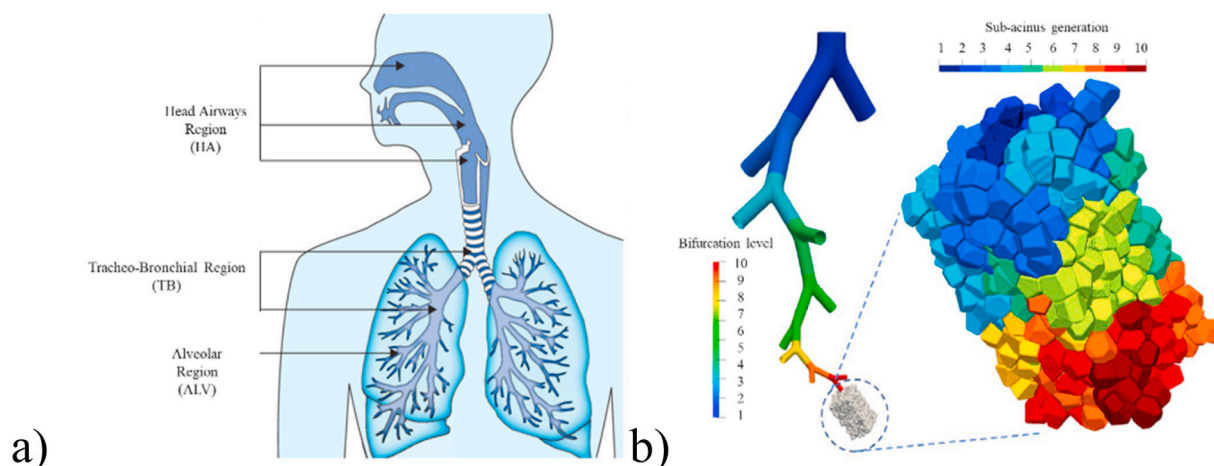 Head Airways
Region
(HA)
Tracheo-Bronchial Region
(TB)
Alveolar
Region
(ALV)
a)
Sub-acinus generation
1 2 3 4 5 6 7 8 9 10
Bifurcation level
10
9
8
7
6
5
4
3
2
1
b)